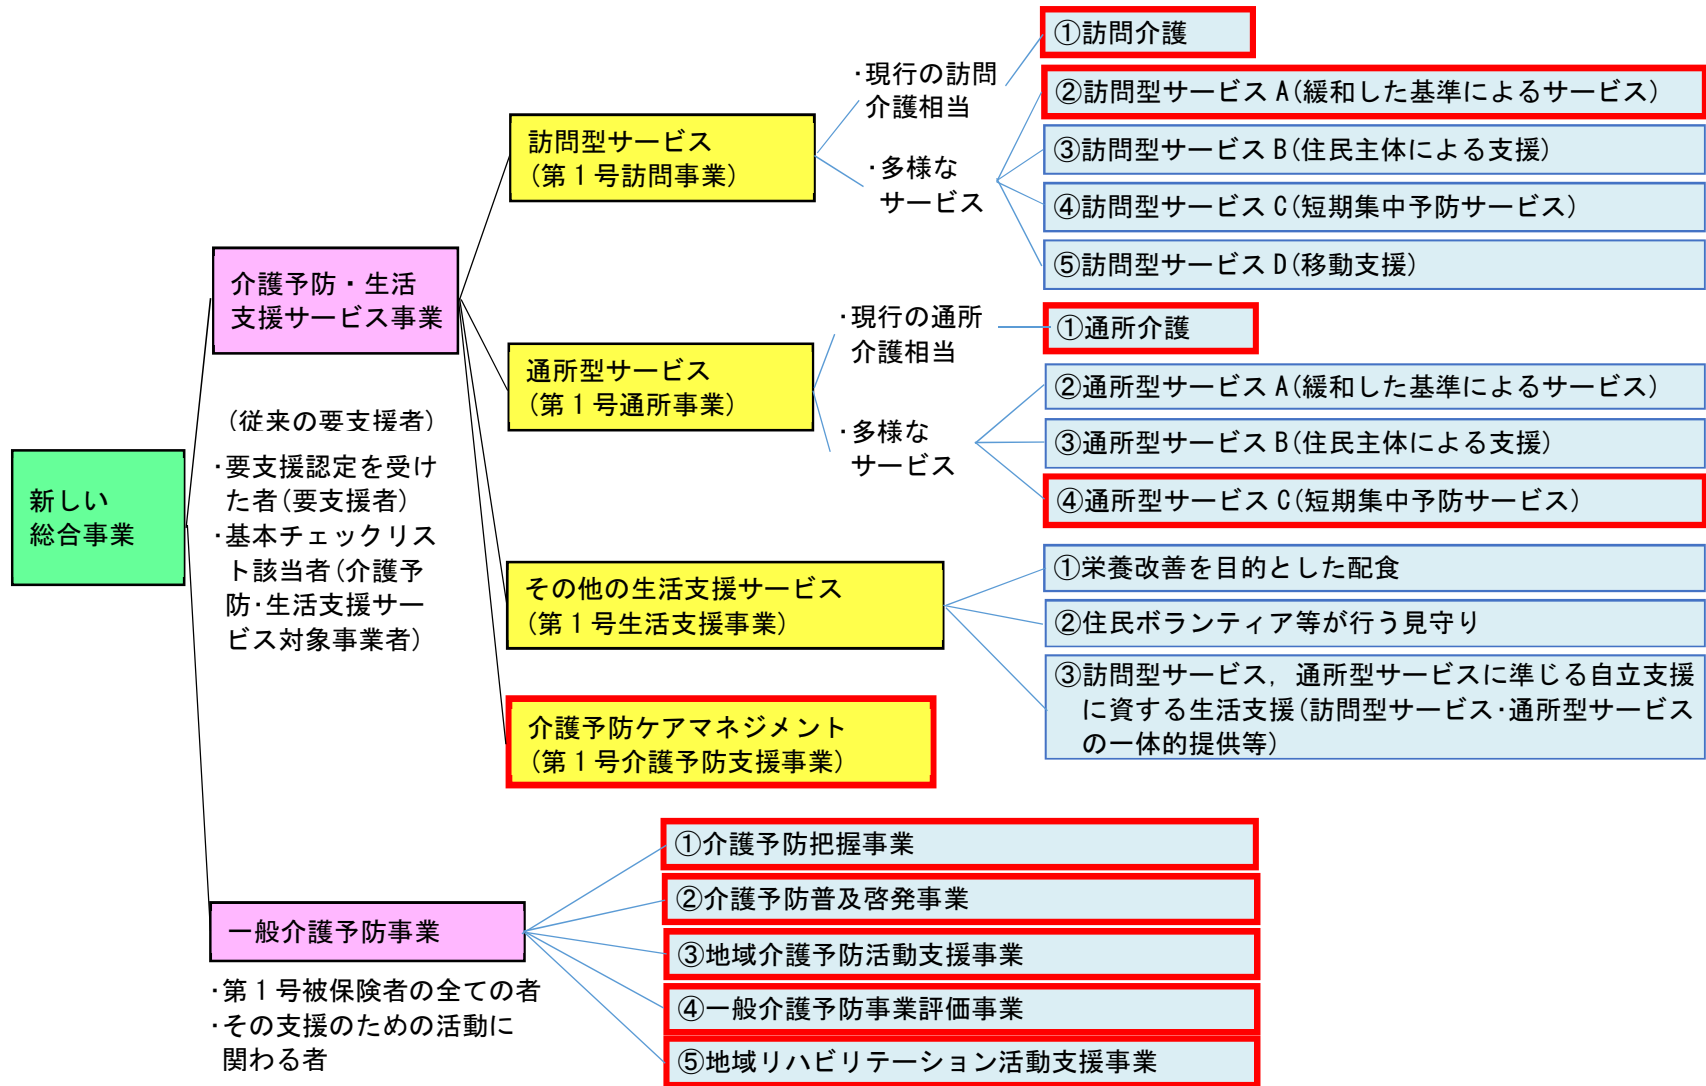 新しい
総合事業
介護予防・生活
支援サービス事業
(従来の要支援者)
・要支援認定を受け
た者(要支援者)
・基本チェックリス
ト該当者(介護予
防・生活支援サー
ビス対象事業者)
訪問型サービス
(第1号訪問事業)
・現行の訪問
介護相当
・多様な
サービス
①訪問介護
②訪問型サービスA(緩和した基準によるサービス)
③訪問型サービスB(住民主体による支援)
④訪問型サービスC(短期集中予防サービス)
⑤訪問型サービスD(移動支援)
通所型サービス
(第1号通所事業)
・現行の通所
介護相当
・多様な
サービス
①通所介護
②通所型サービスA(緩和した基準によるサービス)
③通所型サービスB(住民主体による支援)
④通所型サービスC(短期集中予防サービス)
その他の生活支援サービス
(第1号生活支援事業)
①栄養改善を目的とした配食
②住民ボランティア等が行う見守り
③訪問型サービス,通所型サービスに準じる自立支援
に資する生活支援(訪問型サービス・通所型サービス
の一体的提供等)
介護予防ケアマネジメント
(第1号介護予防支援事業)
一般介護予防事業
・第1号被保険者の全ての者
・その支援のための活動に
関わる者
①介護予防把握事業
②介護予防普及啓発事業
③地域介護予防活動支援事業
④一般介護予防事業評価事業
⑤地域リハビリテーション活動支援事業